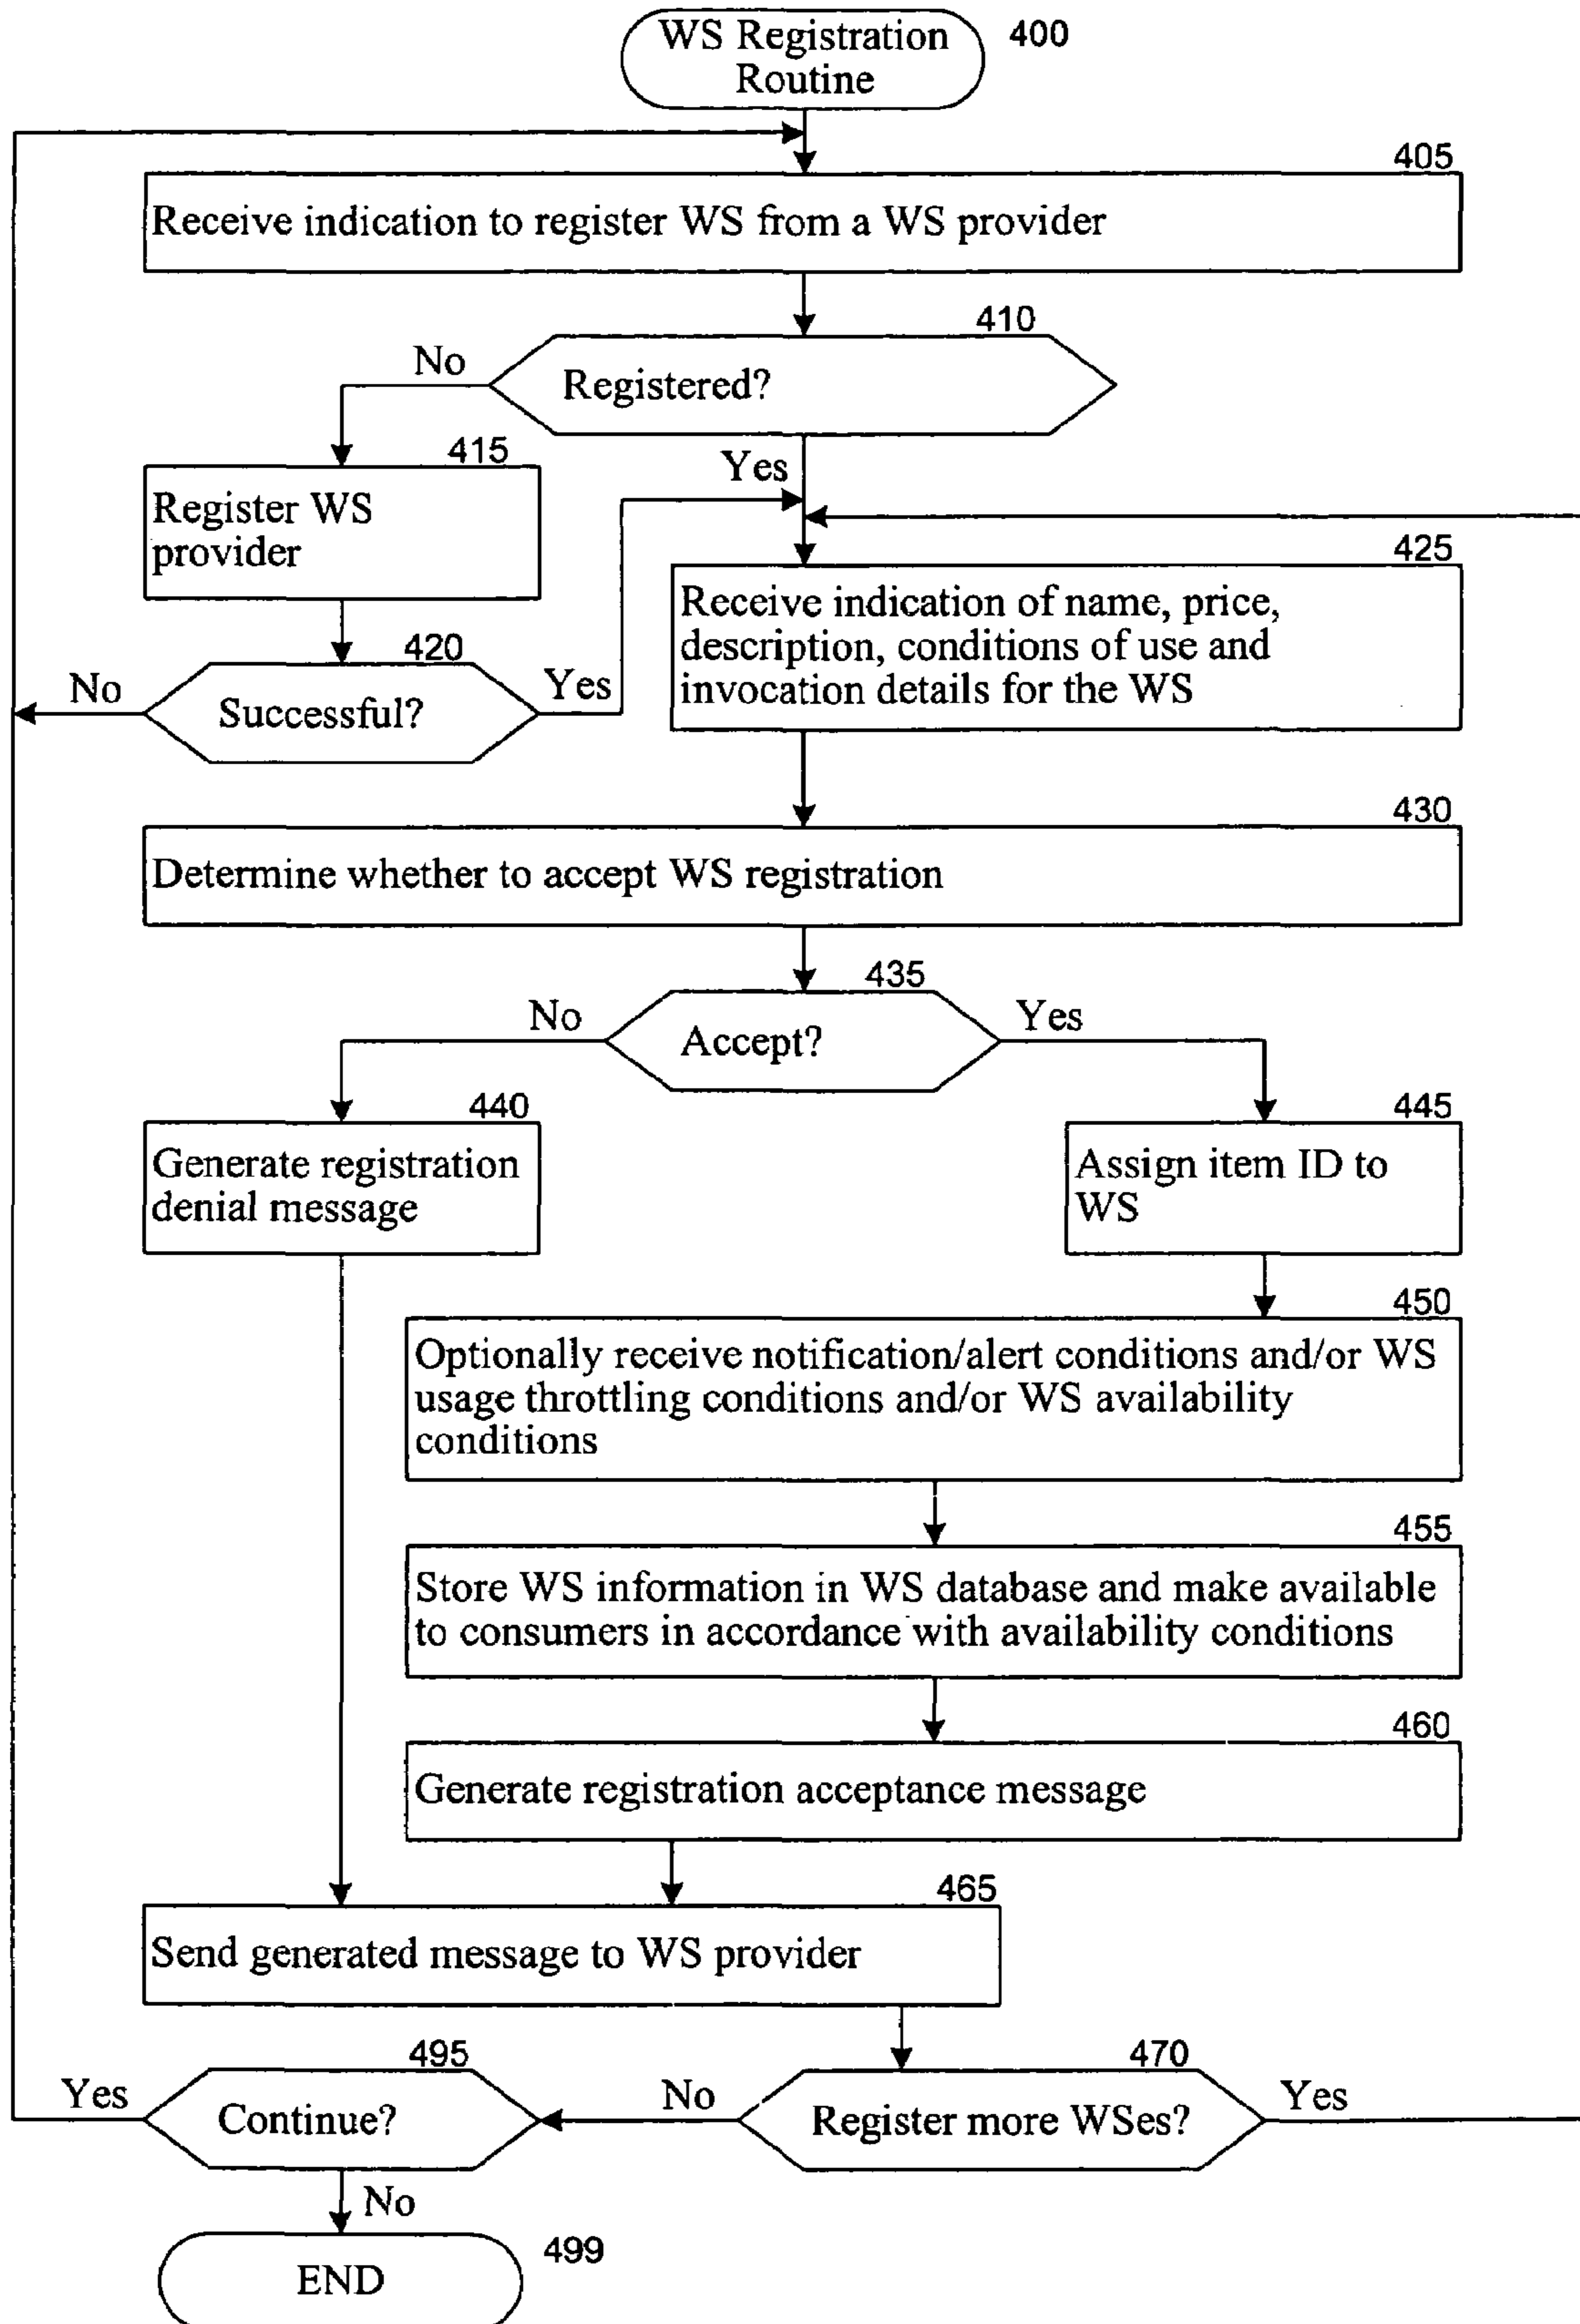 WS Registration
Routine
400
405
Receive indication to register WS from a WS provider
410
No
Registered?
415
Yes
Register WS
provider
425
Receive indication of name, price,
description, conditions of use and
invocation details for the WS
420
No
Successful?
Yes
430
Determine whether to accept WS registration
435
No
Accept?
Yes
440
Generate registration
denial message
445
Assign item ID to
WS
450
Optionally receive notification/alert conditions and/or WS
usage throttling conditions and/or WS availability
conditions
455
Store WS information in WS database and make available
to consumers in accordance with availability conditions
460
Generate registration acceptance message
465
Send generated message to WS provider
495
470
Yes
Continue?
No
Register more WSes?
Yes
No
END
499